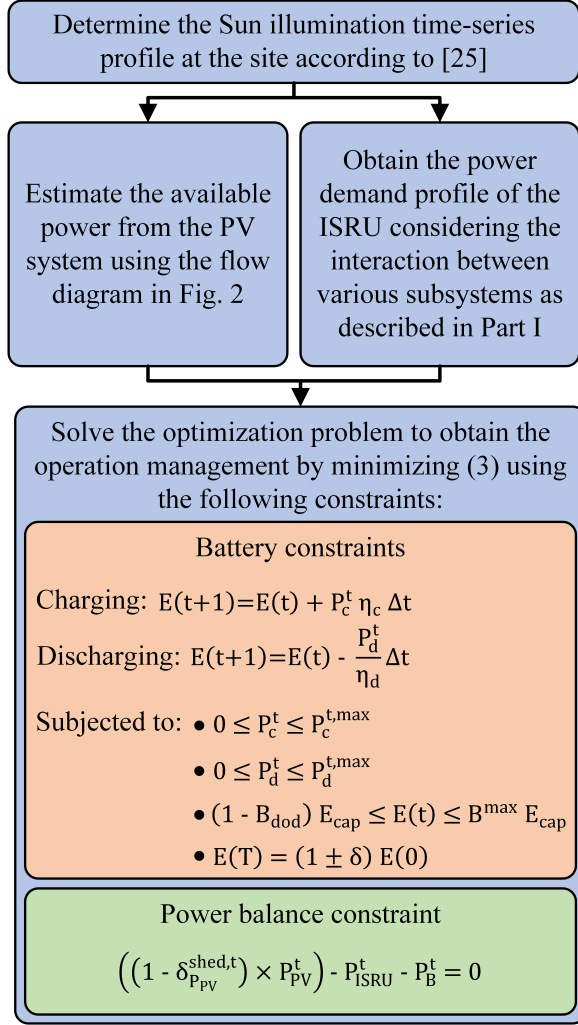 Determine the Sun illumination time-series
profile at the site according to [25]
Estimate the available
power from the PV
system using the flow
diagram in Fig. 2
Obtain the power
demand profile of the
ISRU considering the
interaction between
various subsystems as
described in Part I
Solve the optimization problem to obtain the
operation management by minimizing (3) using
the following constraints:
Battery constraints
Charging: E(t+1)=E(t) + P_c^t η_c Δt
Discharging: E(t+1)=E(t) - P_d^t/η_d Δt
Subjected to: • 0 ≤ P_c^t ≤ P_c^{t,max}
• 0 ≤ P_d^t ≤ P_d^{t,max}
• (1 - B_dod) E_cap ≤ E(t) ≤ B^max E_cap
• E(T) = (1 ± δ) E(0)
Power balance constraint
((1 - δ_{P_PV}^{shed,t}) × P_PV^t) - P_ISRU^t - P_B^t = 0